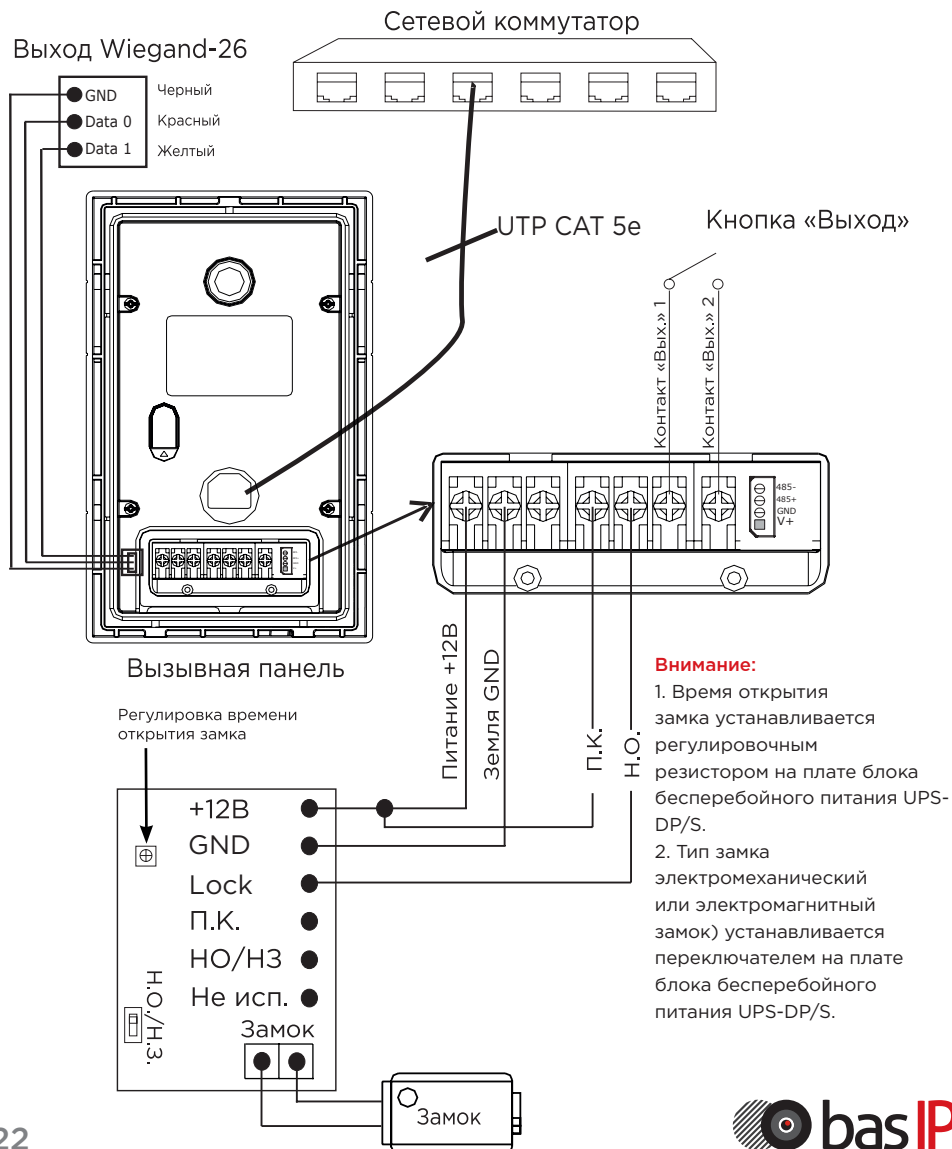 Сетевой коммутатор
Выход Wiegand-26
GND Черный
Data 0 Красный
Data 1 Желтый
UTP CAT 5e
Кнопка «Выход»
Контакт «Вых.» 1
Контакт «Вых.» 2
485-
485+
GND
V+
Вызывная панель
Питание +12В
Земля GND
П.К.
Н.О.
Регулировка времени
открытия замка
+12В
GND
Lock
П.К.
НО/НЗ
Не исп.
Замок
Н.О./Н.З.
Замок
Внимание:
1. Время открытия
замка устанавливается
регулировочным
резистором на плате блока
бесперебойного питания UPS-
DP/S.
2. Тип замка
электромеханический
или электромагнитный
замок) устанавливается
переключателем на плате
блока бесперебойного
питания UPS-DP/S.
22
bas IP